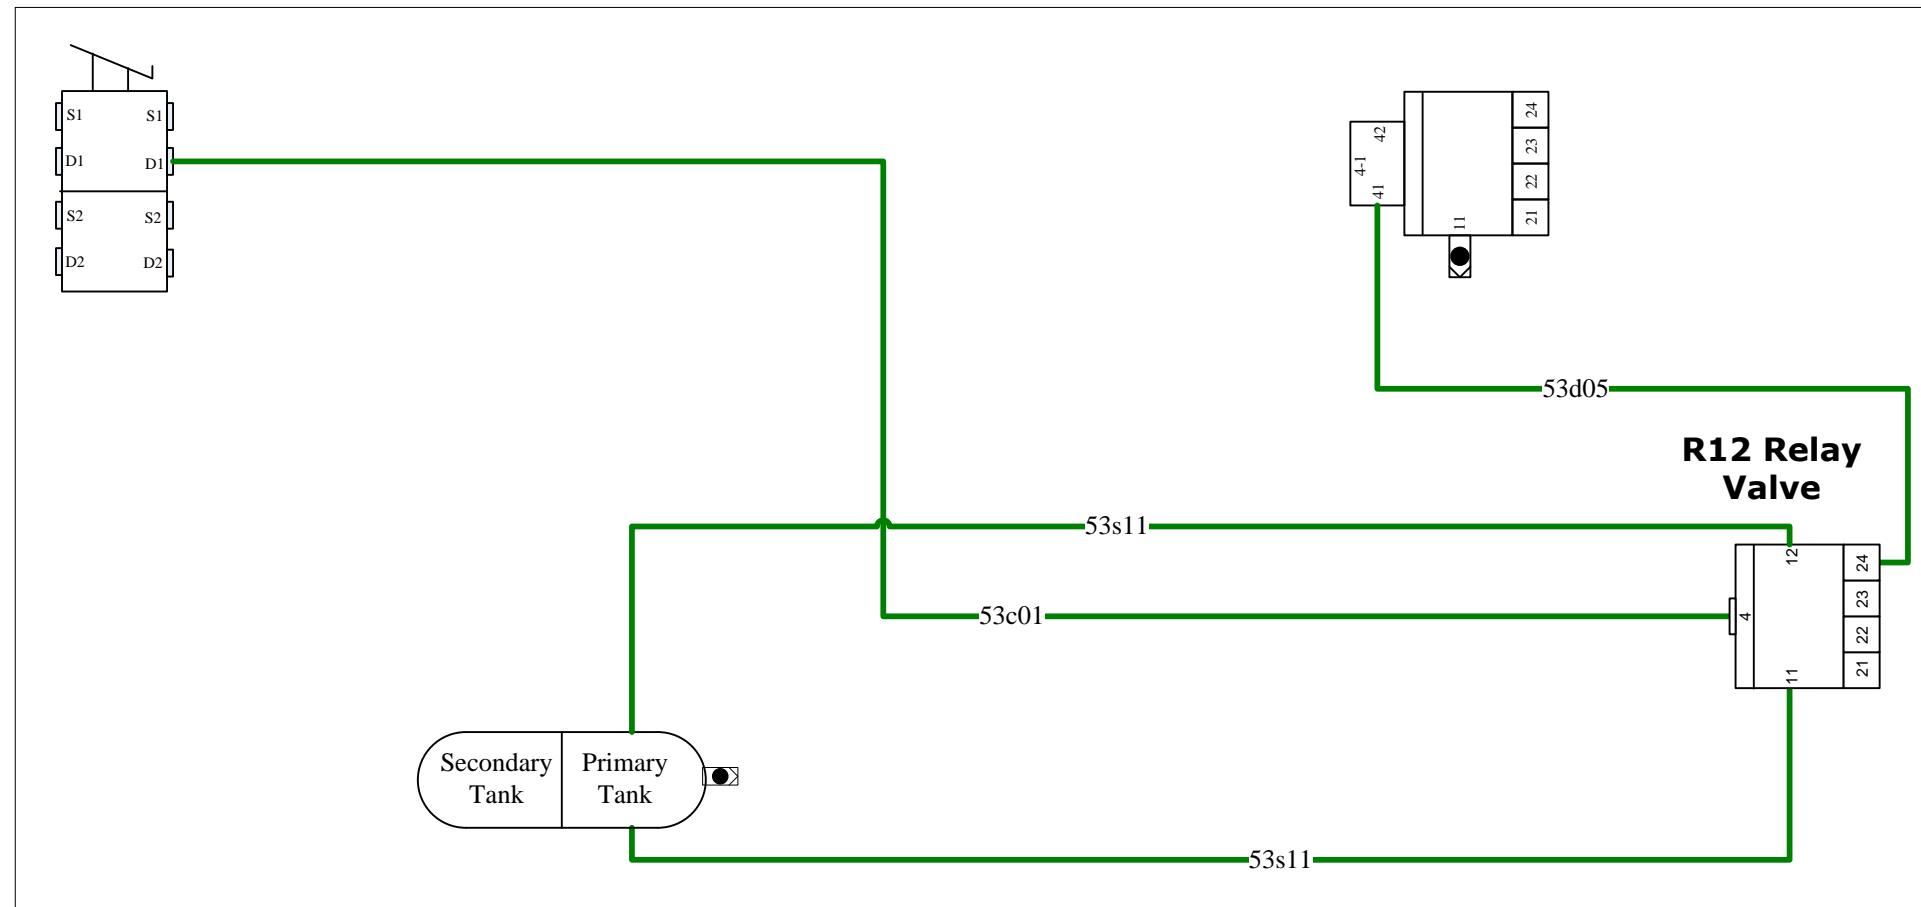 S1 S1
D1 D1
S2 S2
D2 D2
42
4-1
41
11
24
23
22
21
53d05
R12 Relay
Valve
53s11
12
53c01
4
24
23
22
21
11
Secondary
Tank
Primary
Tank
53s11